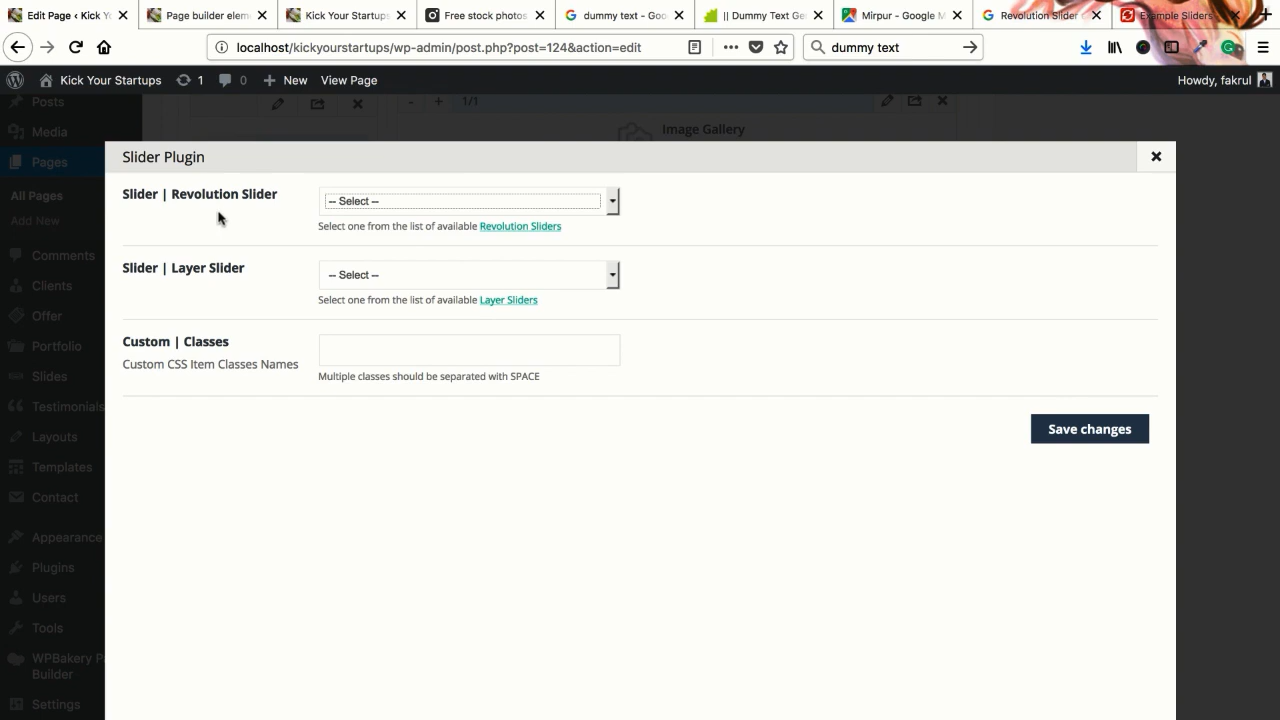 Edit Page ‹ Kick Y
Page builder elem
Kick Your Startups
Free stock photos
dummy text - Goo
|| Dummy Text Ge
Mirpur - Google M
Revolution Slider
Example Sliders
localhost/kickyourstartups/wp-admin/post.php?post=124&action=edit
dummy text
Kick Your Startups
1
0
New
View Page
Howdy, fakrul
Posts
- + 1/1
Image Gallery
Media
Pages
All Pages
Add New
Comments
Clients
Offer
Portfolio
Slides
Testimonials
Layouts
Templates
Contact
Appearance
Plugins
Users
Tools
WPBakery P
Builder
Settings
Slider Plugin
Slider | Revolution Slider
-- Select --
Select one from the list of available Revolution Sliders
Slider | Layer Slider
-- Select --
Select one from the list of available Layer Sliders
Custom | Classes
Custom CSS Item Classes Names
Multiple classes should be separated with SPACE
Save changes